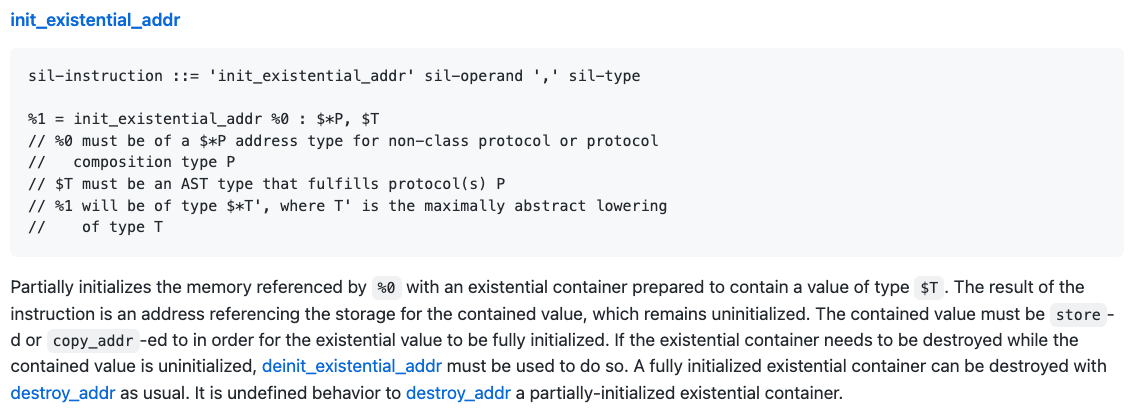 init_existential_addr
sil-instruction ::= 'init_existential_addr' sil-operand ',' sil-type
%1 = init_existential_addr %0 : $*P, $T
// %0 must be of a $*P address type for non-class protocol or protocol
//   composition type P
// $T must be an AST type that fulfills protocol(s) P
// %1 will be of type $*T', where T' is the maximally abstract lowering
//    of type T
Partially initializes the memory referenced by %0 with an existential container prepared to contain a value of type $T. The result of the
instruction is an address referencing the storage for the contained value, which remains uninitialized. The contained value must be store-
d or copy_addr-ed to in order for the existential value to be fully initialized. If the existential container needs to be destroyed while the
contained value is uninitialized, deinit_existential_addr must be used to do so. A fully initialized existential container can be destroyed with
destroy_addr as usual. It is undefined behavior to destroy_addr a partially-initialized existential container.